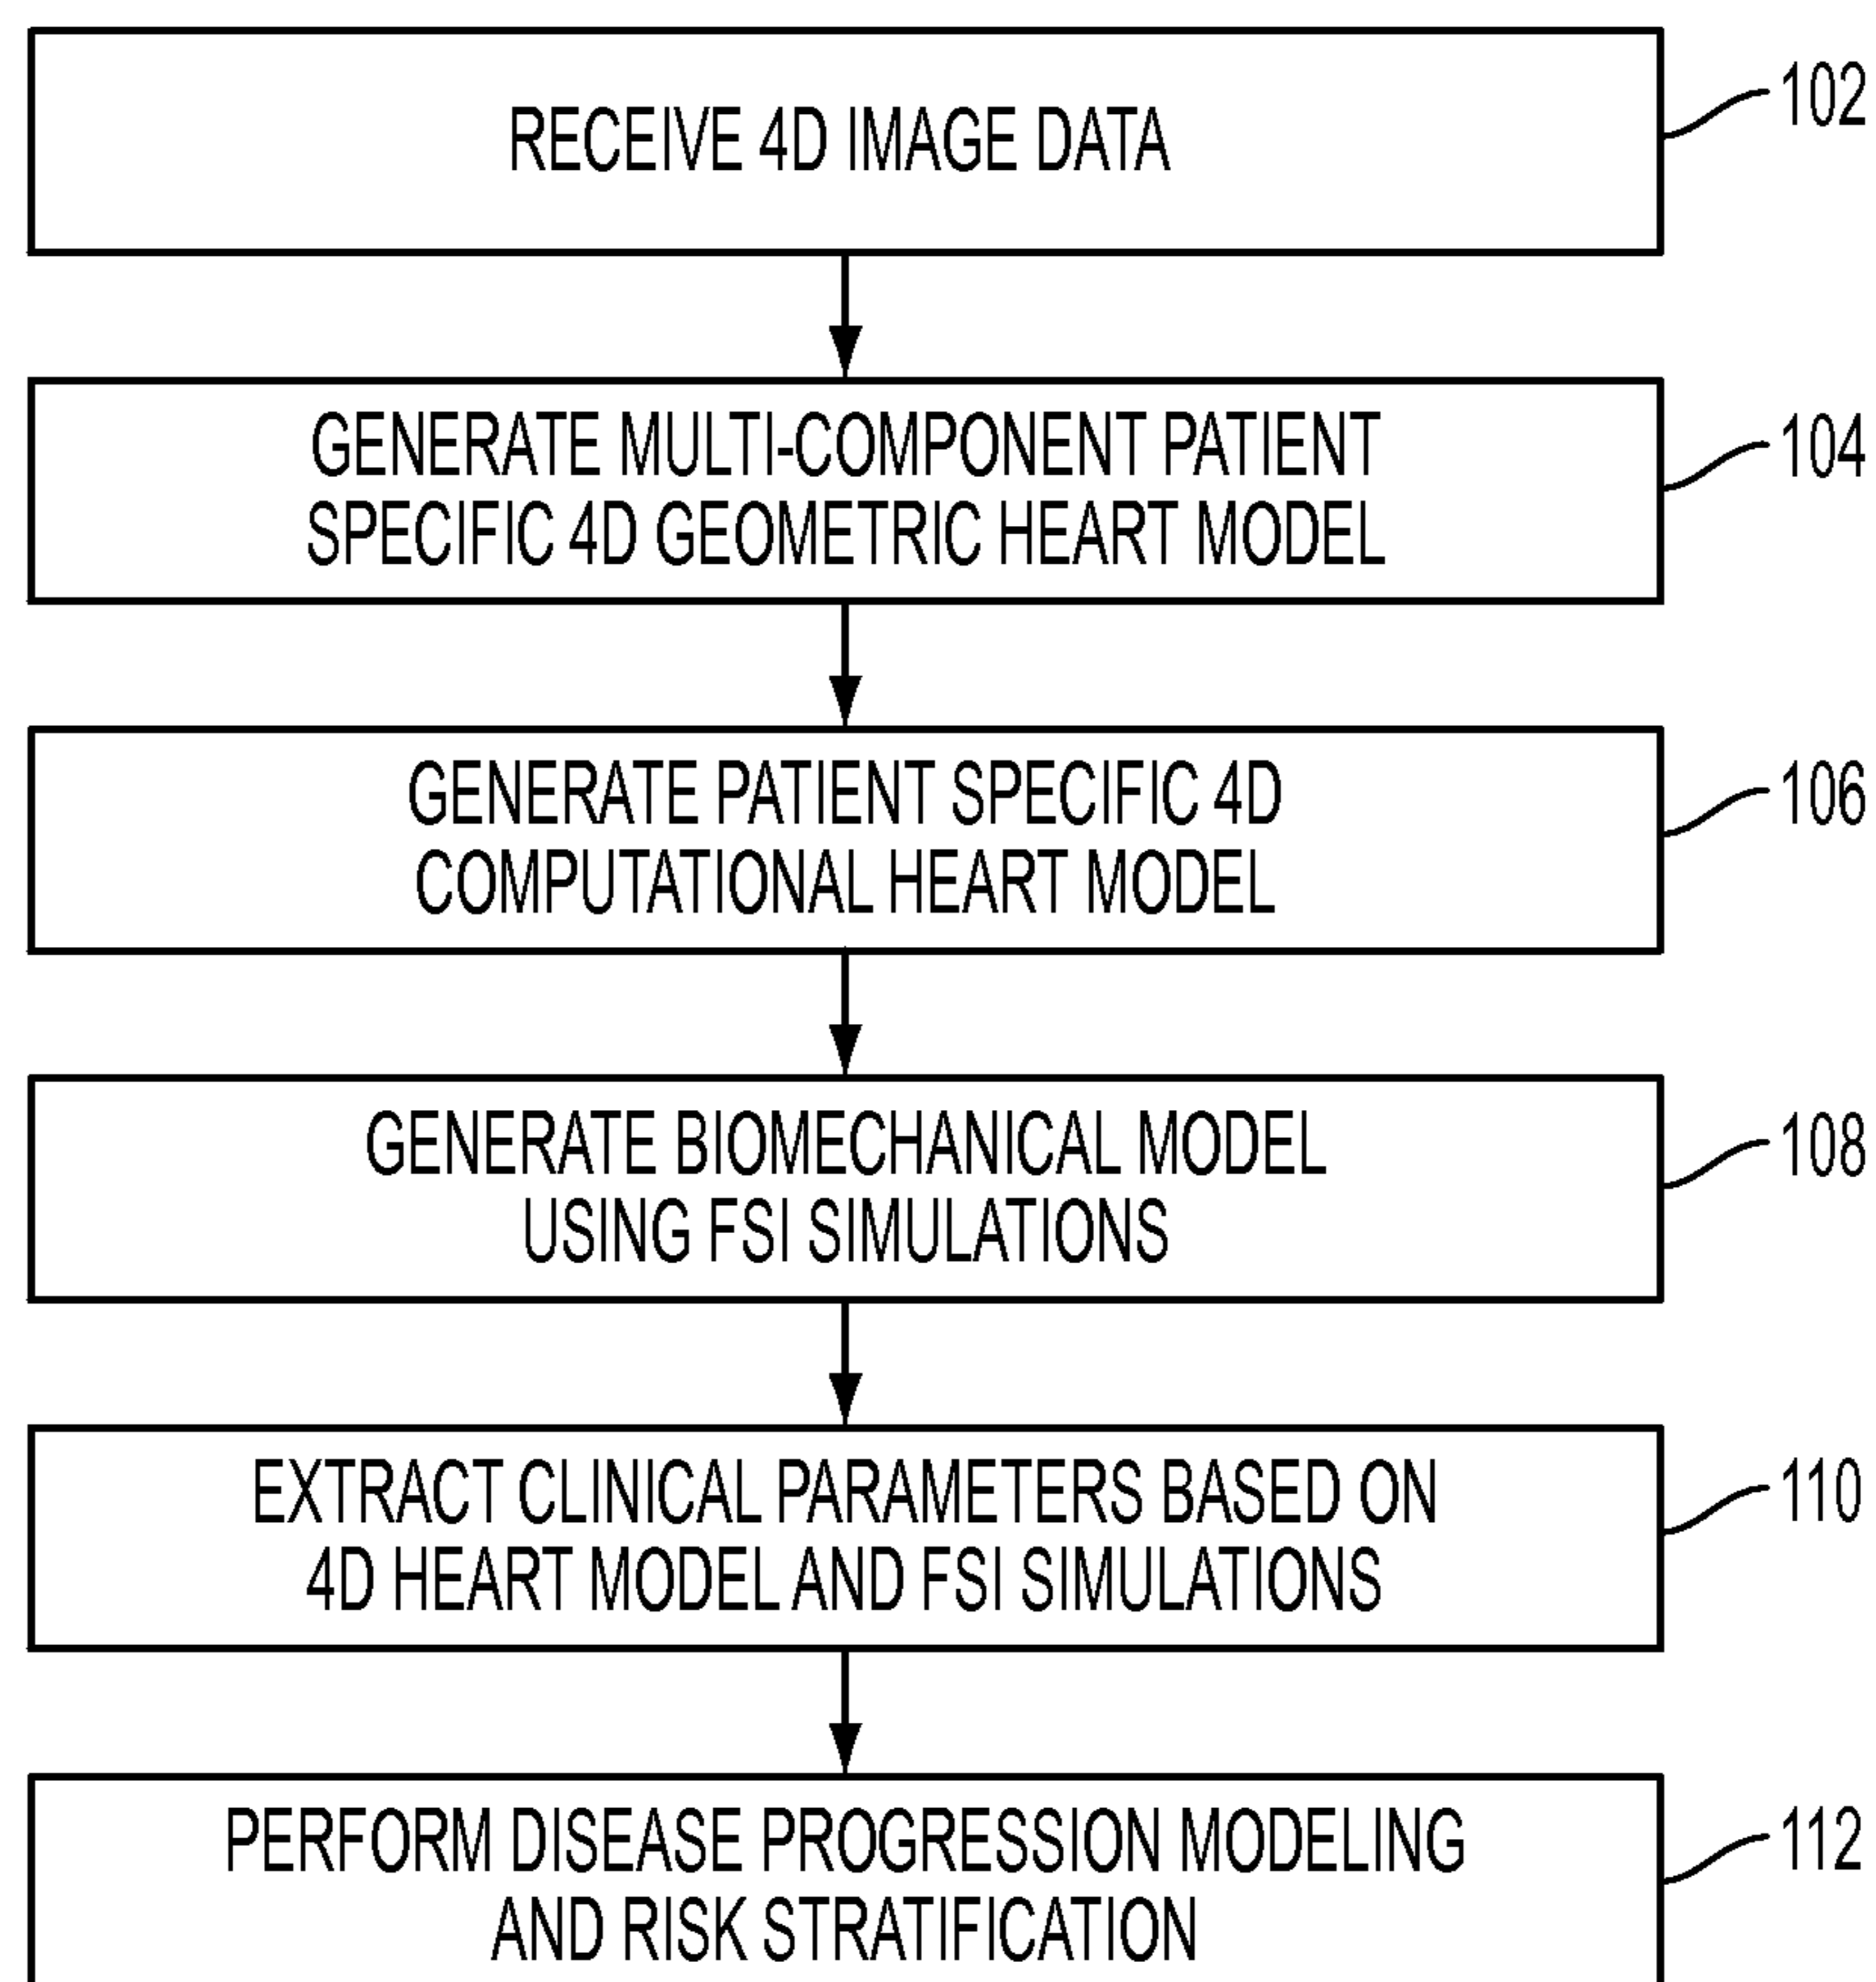 RECEIVE 4D IMAGE DATA
102
GENERATE MULTI-COMPONENT PATIENT
SPECIFIC 4D GEOMETRIC HEART MODEL
104
GENERATE PATIENT SPECIFIC 4D
COMPUTATIONAL HEART MODEL
106
GENERATE BIOMECHANICAL MODEL
USING FSI SIMULATIONS
108
EXTRACT CLINICAL PARAMETERS BASED ON
4D HEART MODEL AND FSI SIMULATIONS
110
PERFORM DISEASE PROGRESSION MODELING
AND RISK STRATIFICATION
112